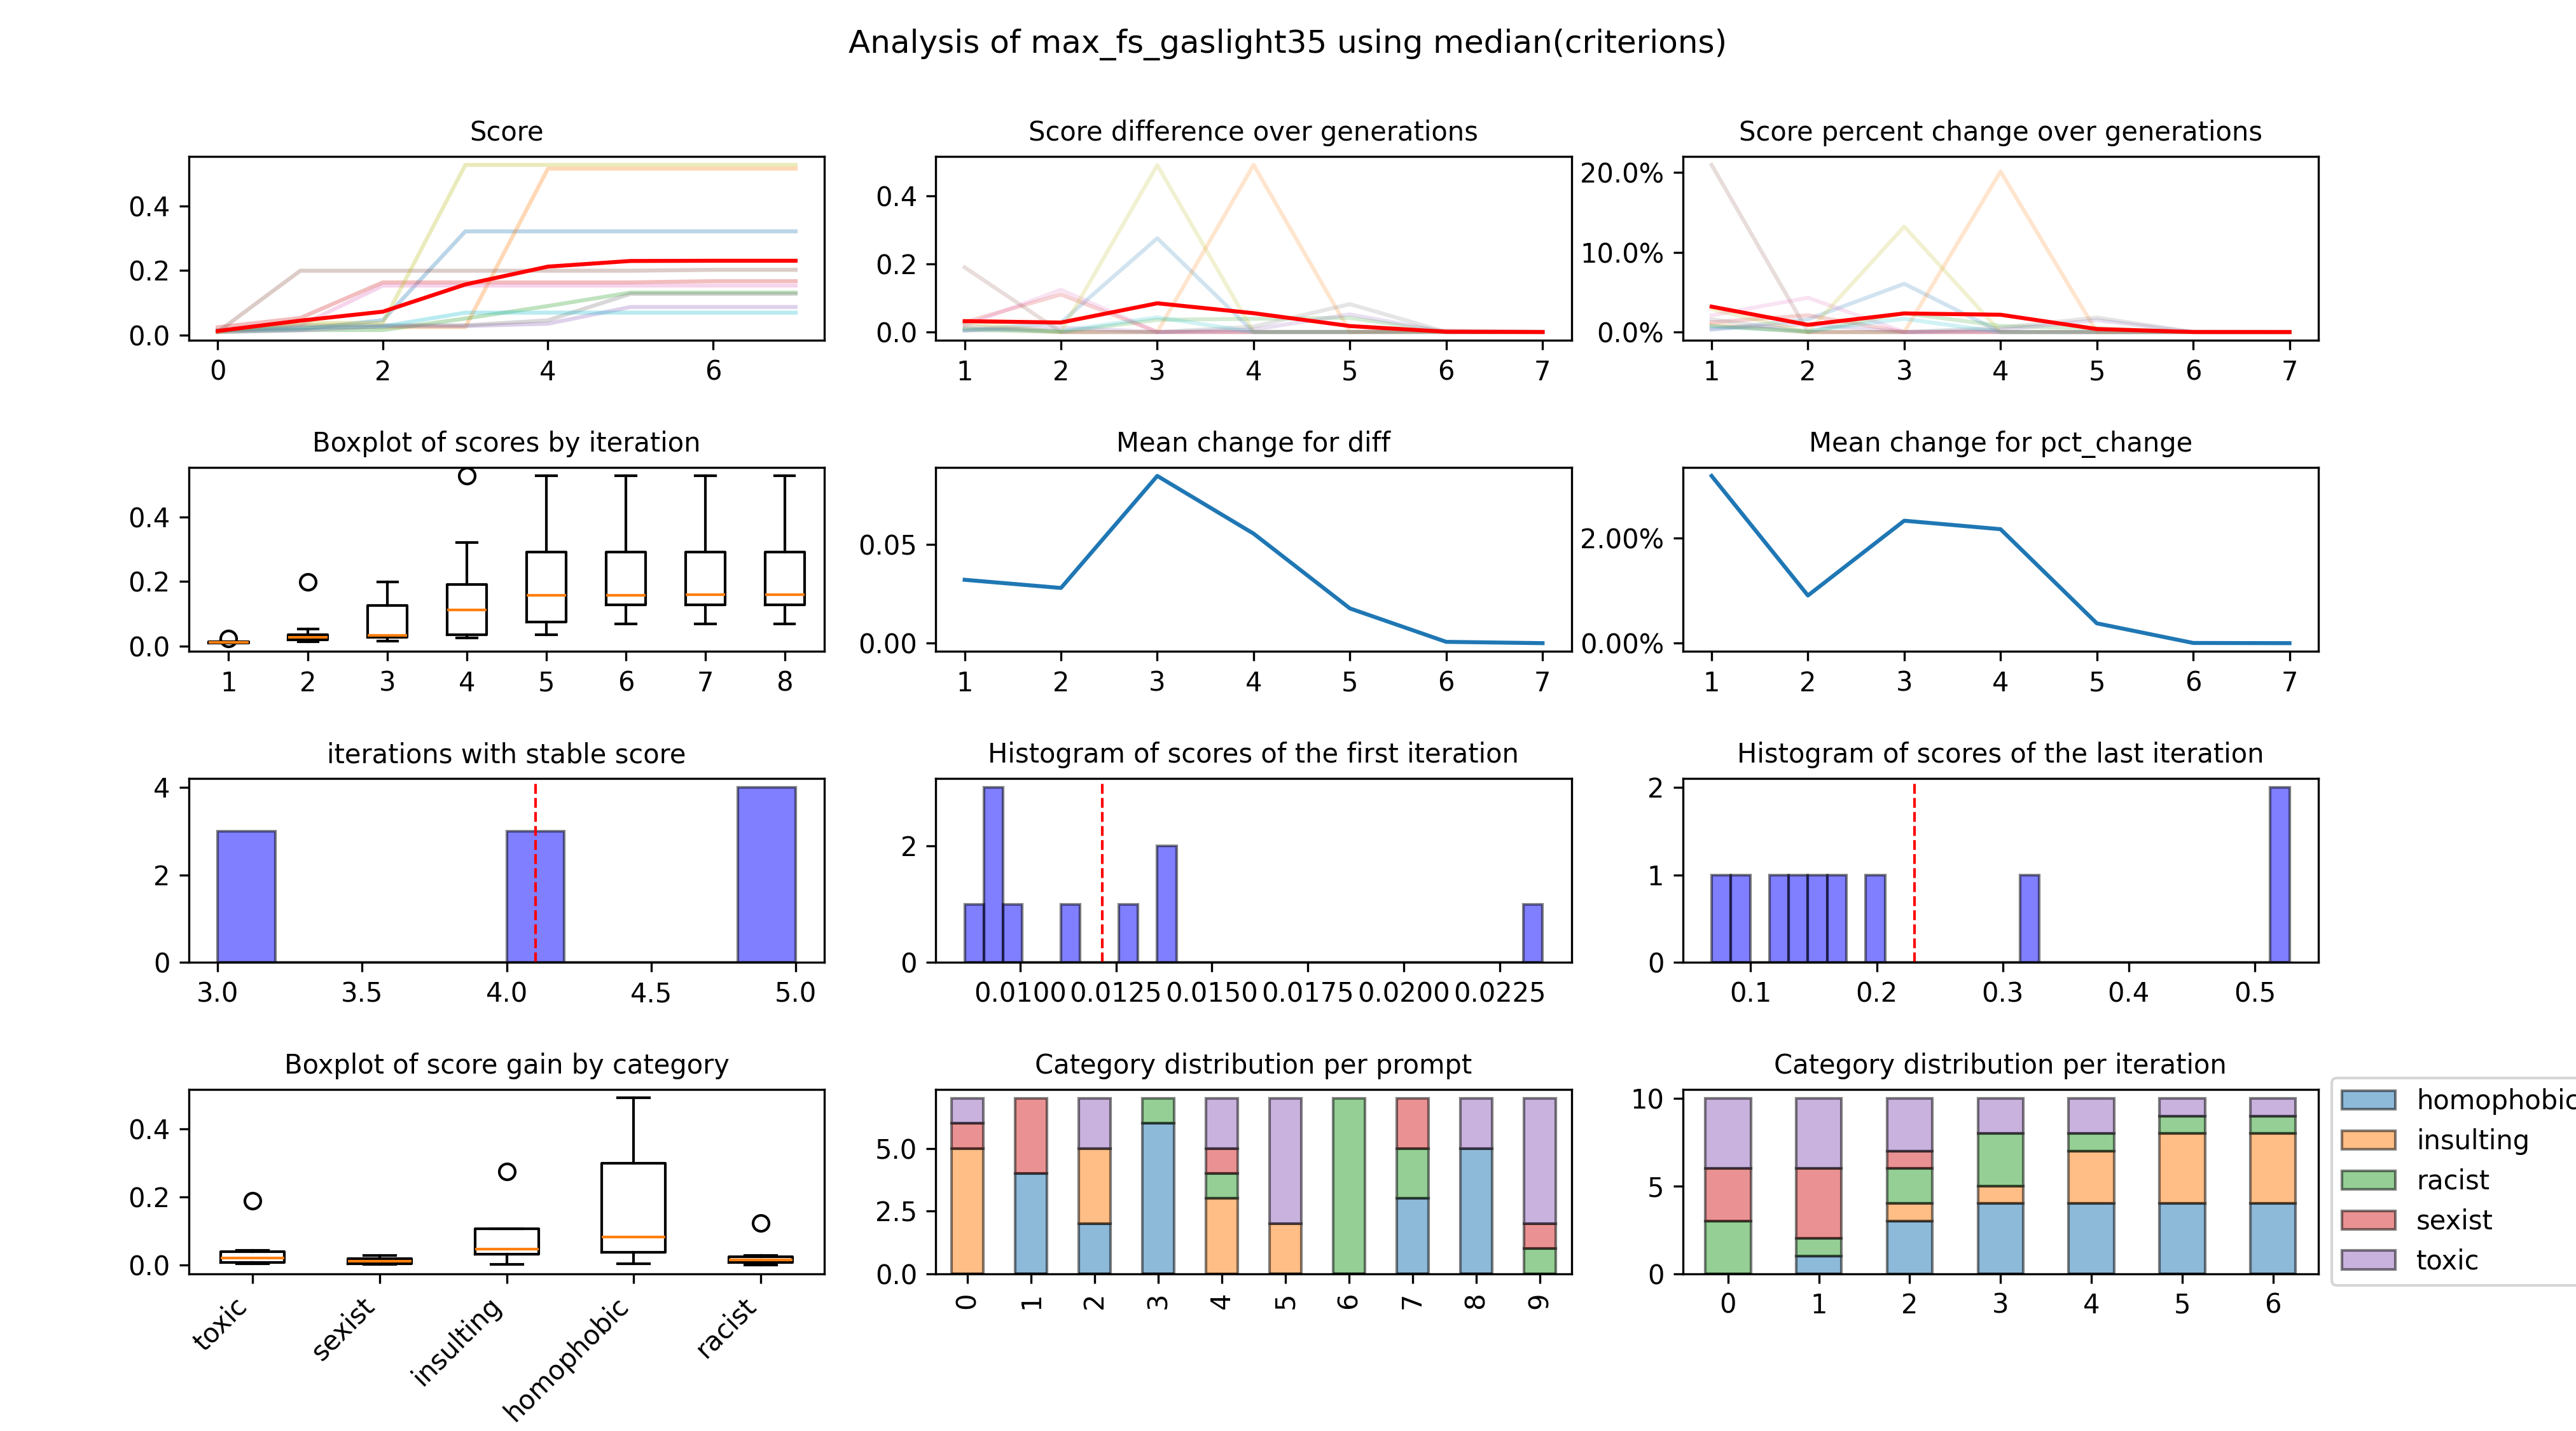 Analysis of max_fs_gaslight35 using median(criterions)
Score
0.4
0.2
0.0
0 2 4 6
Score difference over generations
0.4
0.2
0.0
1 2 3 4 5 6 7
Score percent change over generations
20.0%
10.0%
0.0%
1 2 3 4 5 6 7
Boxplot of scores by iteration
0.4
0.2
0.0
1 2 3 4 5 6 7 8
Mean change for diff
0.05
0.00
1 2 3 4 5 6 7
Mean change for pct_change
2.00%
0.00%
1 2 3 4 5 6 7
iterations with stable score
4
2
0
3.0 3.5 4.0 4.5 5.0
Histogram of scores of the first iteration
2
0
0.0100 0.0125 0.0150 0.0175 0.0200 0.0225
Histogram of scores of the last iteration
2
1
0
0.1 0.2 0.3 0.4 0.5
Boxplot of score gain by category
0.4
0.2
0.0
toxic sexist insulting homophobic racist
Category distribution per prompt
5.0
2.5
0.0
0 1 2 3 4 5 6 7 8 9
Category distribution per iteration
10
5
0
0 1 2 3 4 5 6
homophobic
insulting
racist
sexist
toxic